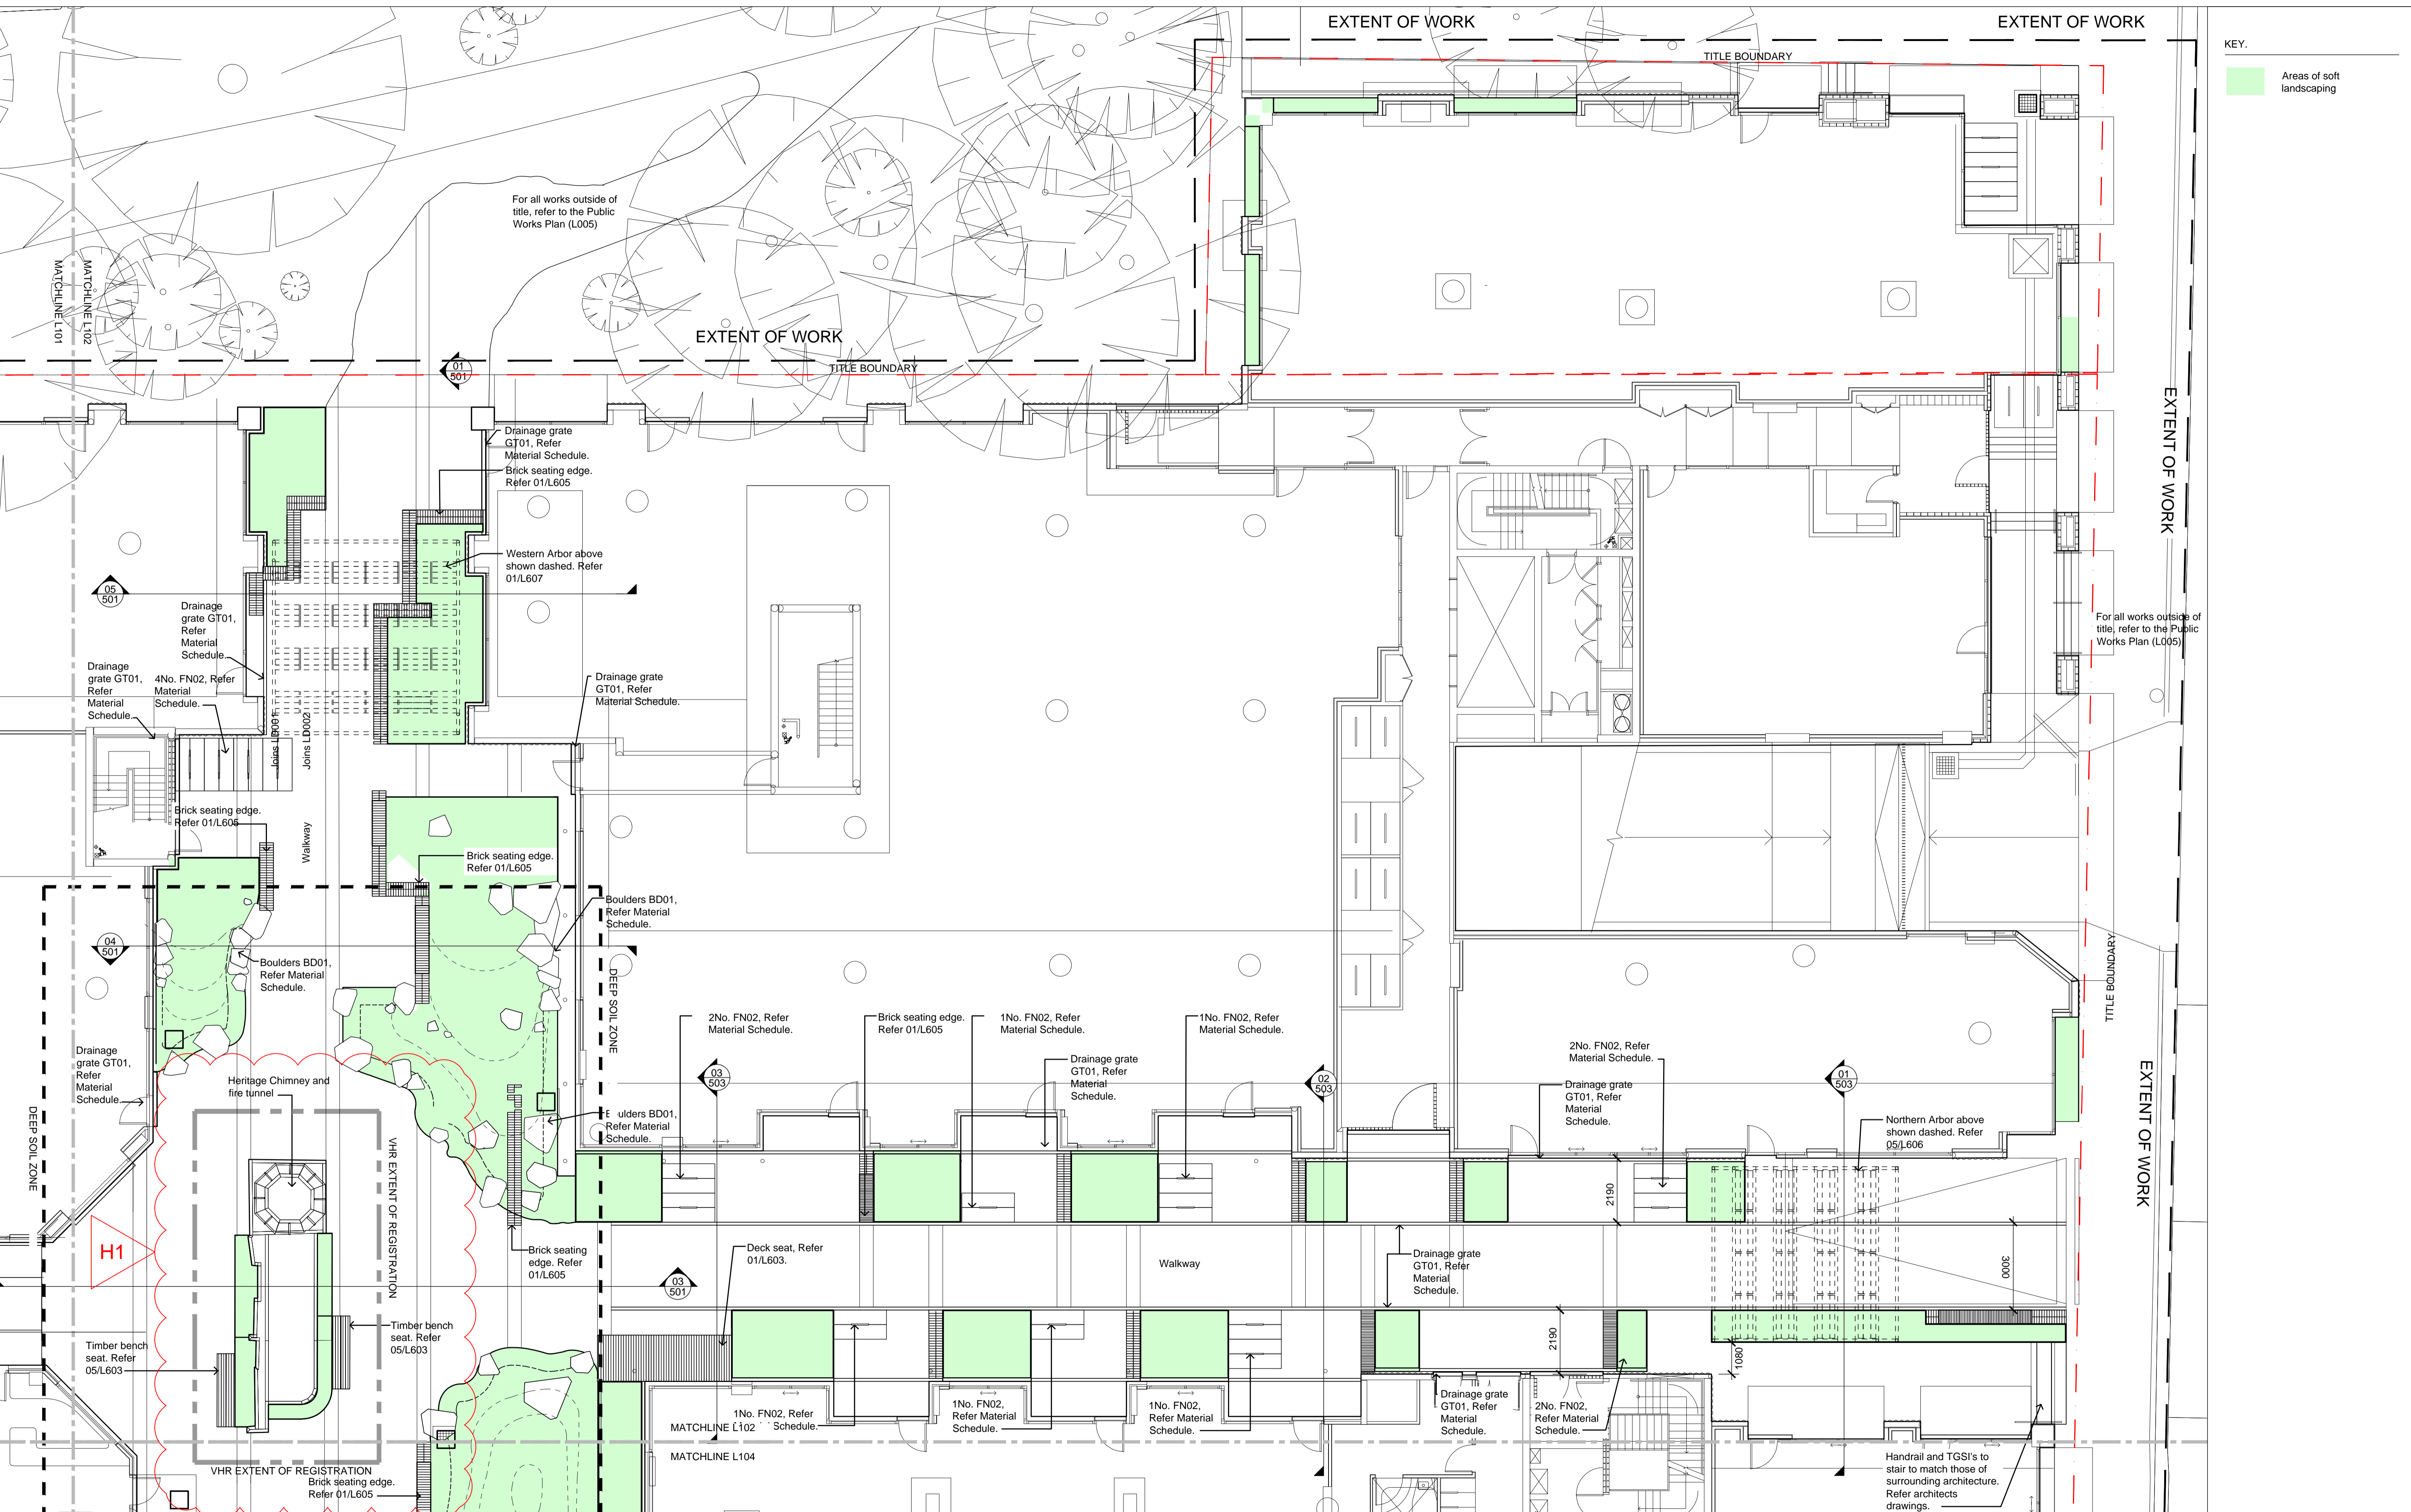 EXTENT OF WORK
EXTENT OF WORK
TITLE BOUNDARY
KEY.
Areas of soft
landscaping
For all works outside of
title, refer to the Public
Works Plan (L005)
MATCHLINE L101
MATCHLINE L102
EXTENT OF WORK
TITLE BOUNDARY
01
501
EXTENT OF WORK
Drainage grate
GT01, Refer
Material Schedule.
Brick seating edge.
Refer 01/L605
Western Arbor above
shown dashed. Refer
01/L607
05
501
Drainage
grate GT01,
Refer
Material
Schedule.
For all works outside of
title, refer to the Public
Works Plan (L005)
Drainage
grate GT01,
Refer
Material
Schedule.
4No. FN02, Refer
Material
Schedule.
Drainage grate
GT01, Refer
Material Schedule.
Joins LD001
Joins LD002
Brick seating edge.
Refer 01/L605
Walkway
Brick seating edge.
Refer 01/L605
Boulders BD01,
Refer Material
Schedule.
04
501
Boulders BD01,
Refer Material
Schedule.
DEEP SOIL ZONE
TITLE BOUNDARY
2No. FN02, Refer
Material Schedule.
Brick seating edge.
Refer 01/L605
1No. FN02, Refer
Material Schedule.
1No. FN02, Refer
Material Schedule.
2No. FN02, Refer
Material Schedule.
Drainage
grate GT01,
Refer
Material
Schedule.
Heritage Chimney and
fire tunnel
03
503
Drainage grate
GT01, Refer
Material
Schedule.
02
503
Drainage grate
GT01, Refer
Material
Schedule.
01
503
EXTENT OF WORK
DEEP SOIL ZONE
ulders BD01,
Refer Material
Schedule.
Northern Arbor above
shown dashed. Refer
05/L606
VHR EXTENT OF REGISTRATION
2190
H1
Brick seating
edge. Refer
01/L605
Deck seat, Refer
01/L603.
Walkway
Drainage grate
GT01, Refer
Material
Schedule.
3000
03
501
Timber bench
seat. Refer
05/L603
Timber bench
seat. Refer
05/L603
2190
1080
1No. FN02, Refer
Schedule.
1No. FN02,
Refer Material
Schedule.
1No. FN02,
Refer Material
Schedule.
Drainage grate
GT01, Refer
Material
Schedule.
2No. FN02,
Refer Material
Schedule.
MATCHLINE L102
MATCHLINE L104
VHR EXTENT OF REGISTRATION
Brick seating edge.
Refer 01/L605
Handrail and TGSI's to
stair to match those of
surrounding architecture.
Refer architects
drawings.